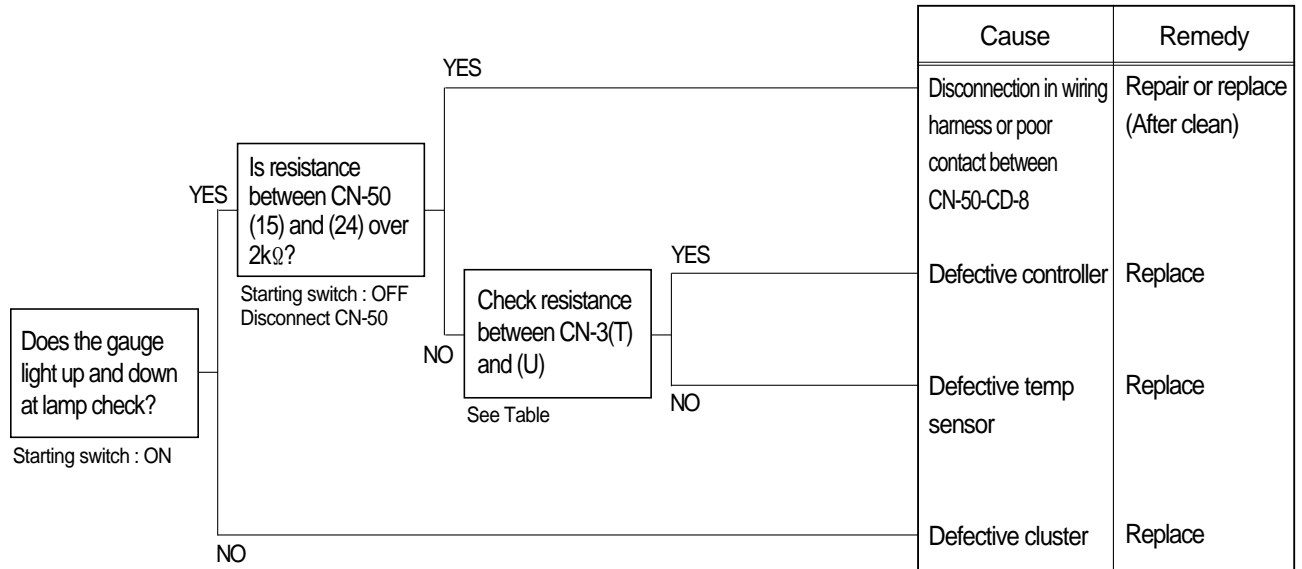 Cause
Remedy
YES
Disconnection in wiring
harness or poor
contact between
CN-50-CD-8
Repair or replace
(After clean)
YES
Is resistance
between CN-50
(15) and (24) over
2kΩ?
Starting switch : OFF
Disconnect CN-50
YES
Defective controller
Replace
Check resistance
between CN-3(T)
and (U)
NO
See Table
Does the gauge
light up and down
at lamp check?
Starting switch : ON
NO
Defective temp
sensor
Replace
NO
Defective cluster
Replace